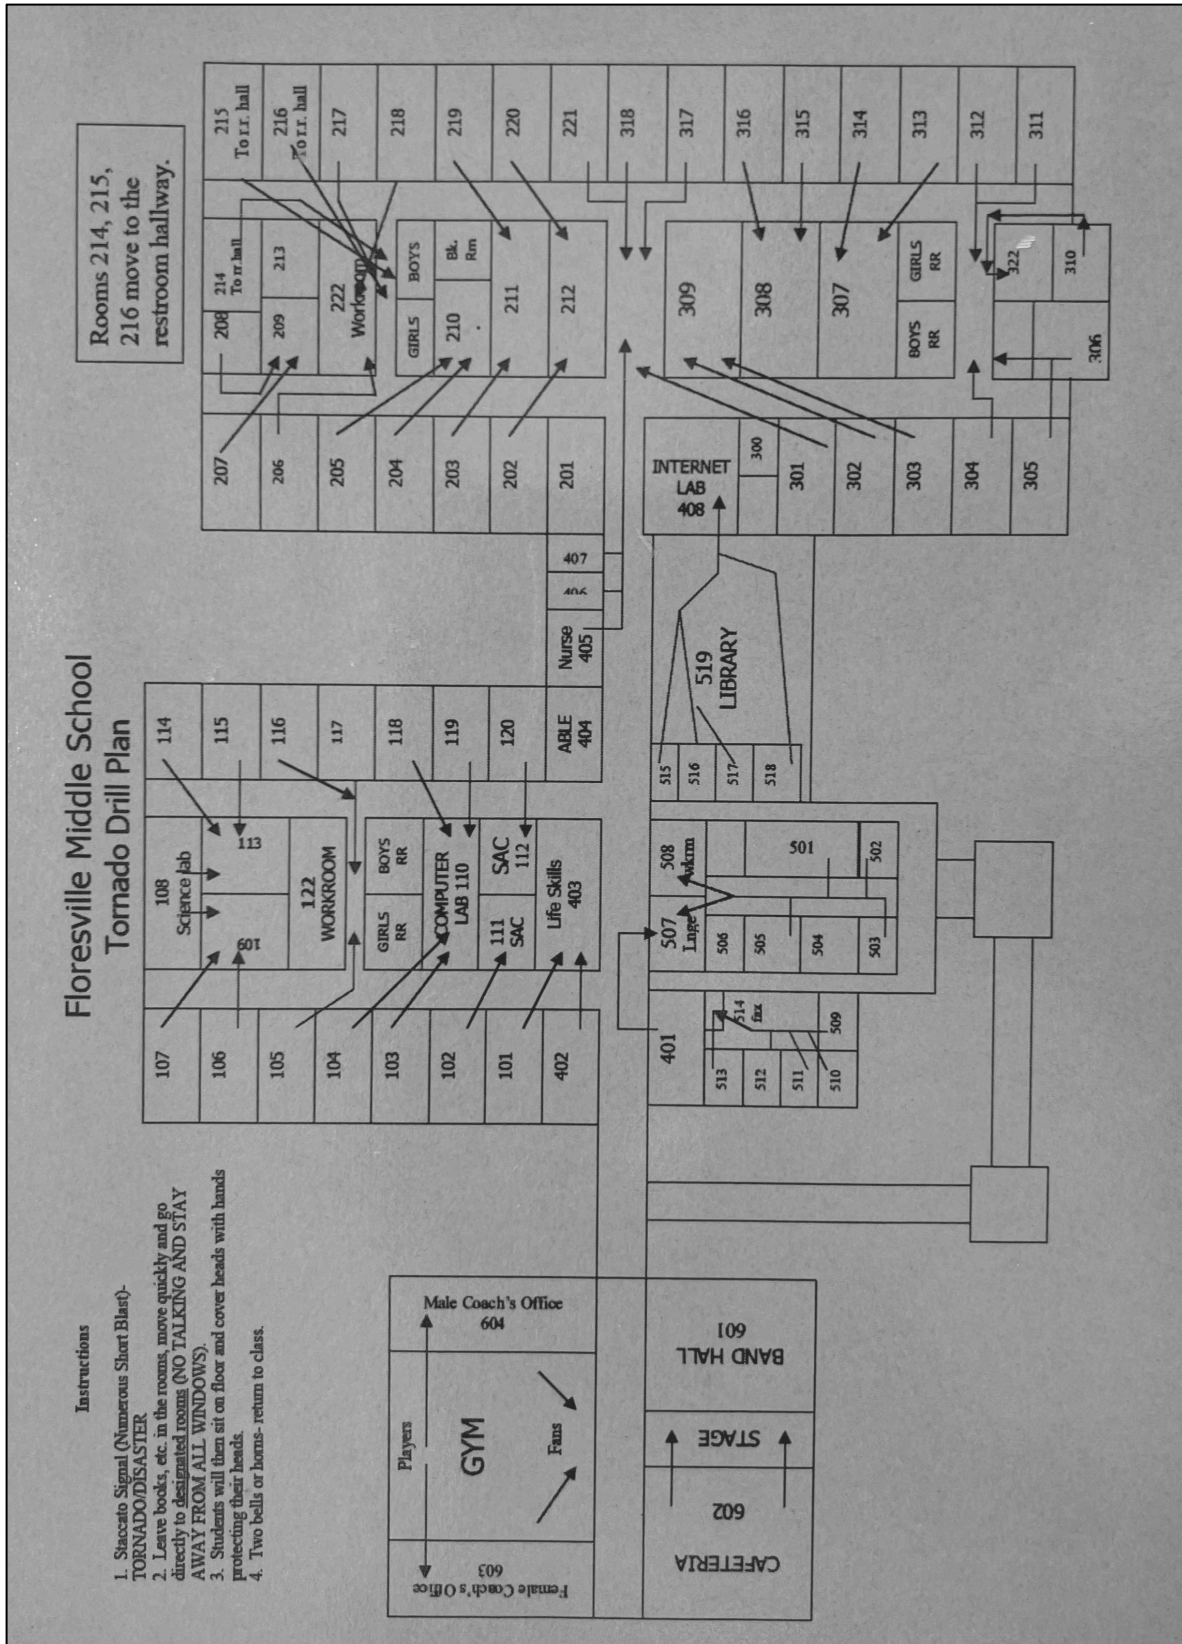 Floresville Middle School
Tornado Drill Plan
Instructions
1. Staccato Signal (Numerous Short Blast)-
TORNADO/DISASTER
2. Leave books, etc. in the rooms, move quickly and go
directly to designated rooms (NO TALKING AND STAY
AWAY FROM ALL WINDOWS).
3. Students will then sit on floor and cover heads with hands
protecting their heads.
4. Two bells or horns- return to class.
Rooms 214, 215,
216 move to the
restroom hallway.
107
106
105
104
103
102
101
402
108
Science lab
109
113
122
WORKROOM
GIRLS
RR
BOYS
RR
COMPUTER
LAB 110
111
SAC
SAC
112
Life Skills
403
114
115
116
117
118
119
120
ABLE
404
Nurse
405
406
407
207
206
205
204
203
202
201
208
214
To rr.hall
209
213
222
Workroom
GIRLS
BOYS
210
Bk.
Rm
211
212
215
To r.r. hall
216
To r.r. hall
217
218
219
220
221
318
317
316
315
314
313
312
311
309
308
307
BOYS
RR
GIRLS
RR
322
310
306
INTERNET
LAB
408
300
301
302
303
304
305
519
LIBRARY
515
516
517
518
507
Lnge
508
wkrm
506
505
504
503
501
502
401
514
fax
513
512
511
510
509
Players
GYM
Fans
Male Coach's Office
604
Female Coach's Office
603
CAFETERIA
602
STAGE
BAND HALL
601